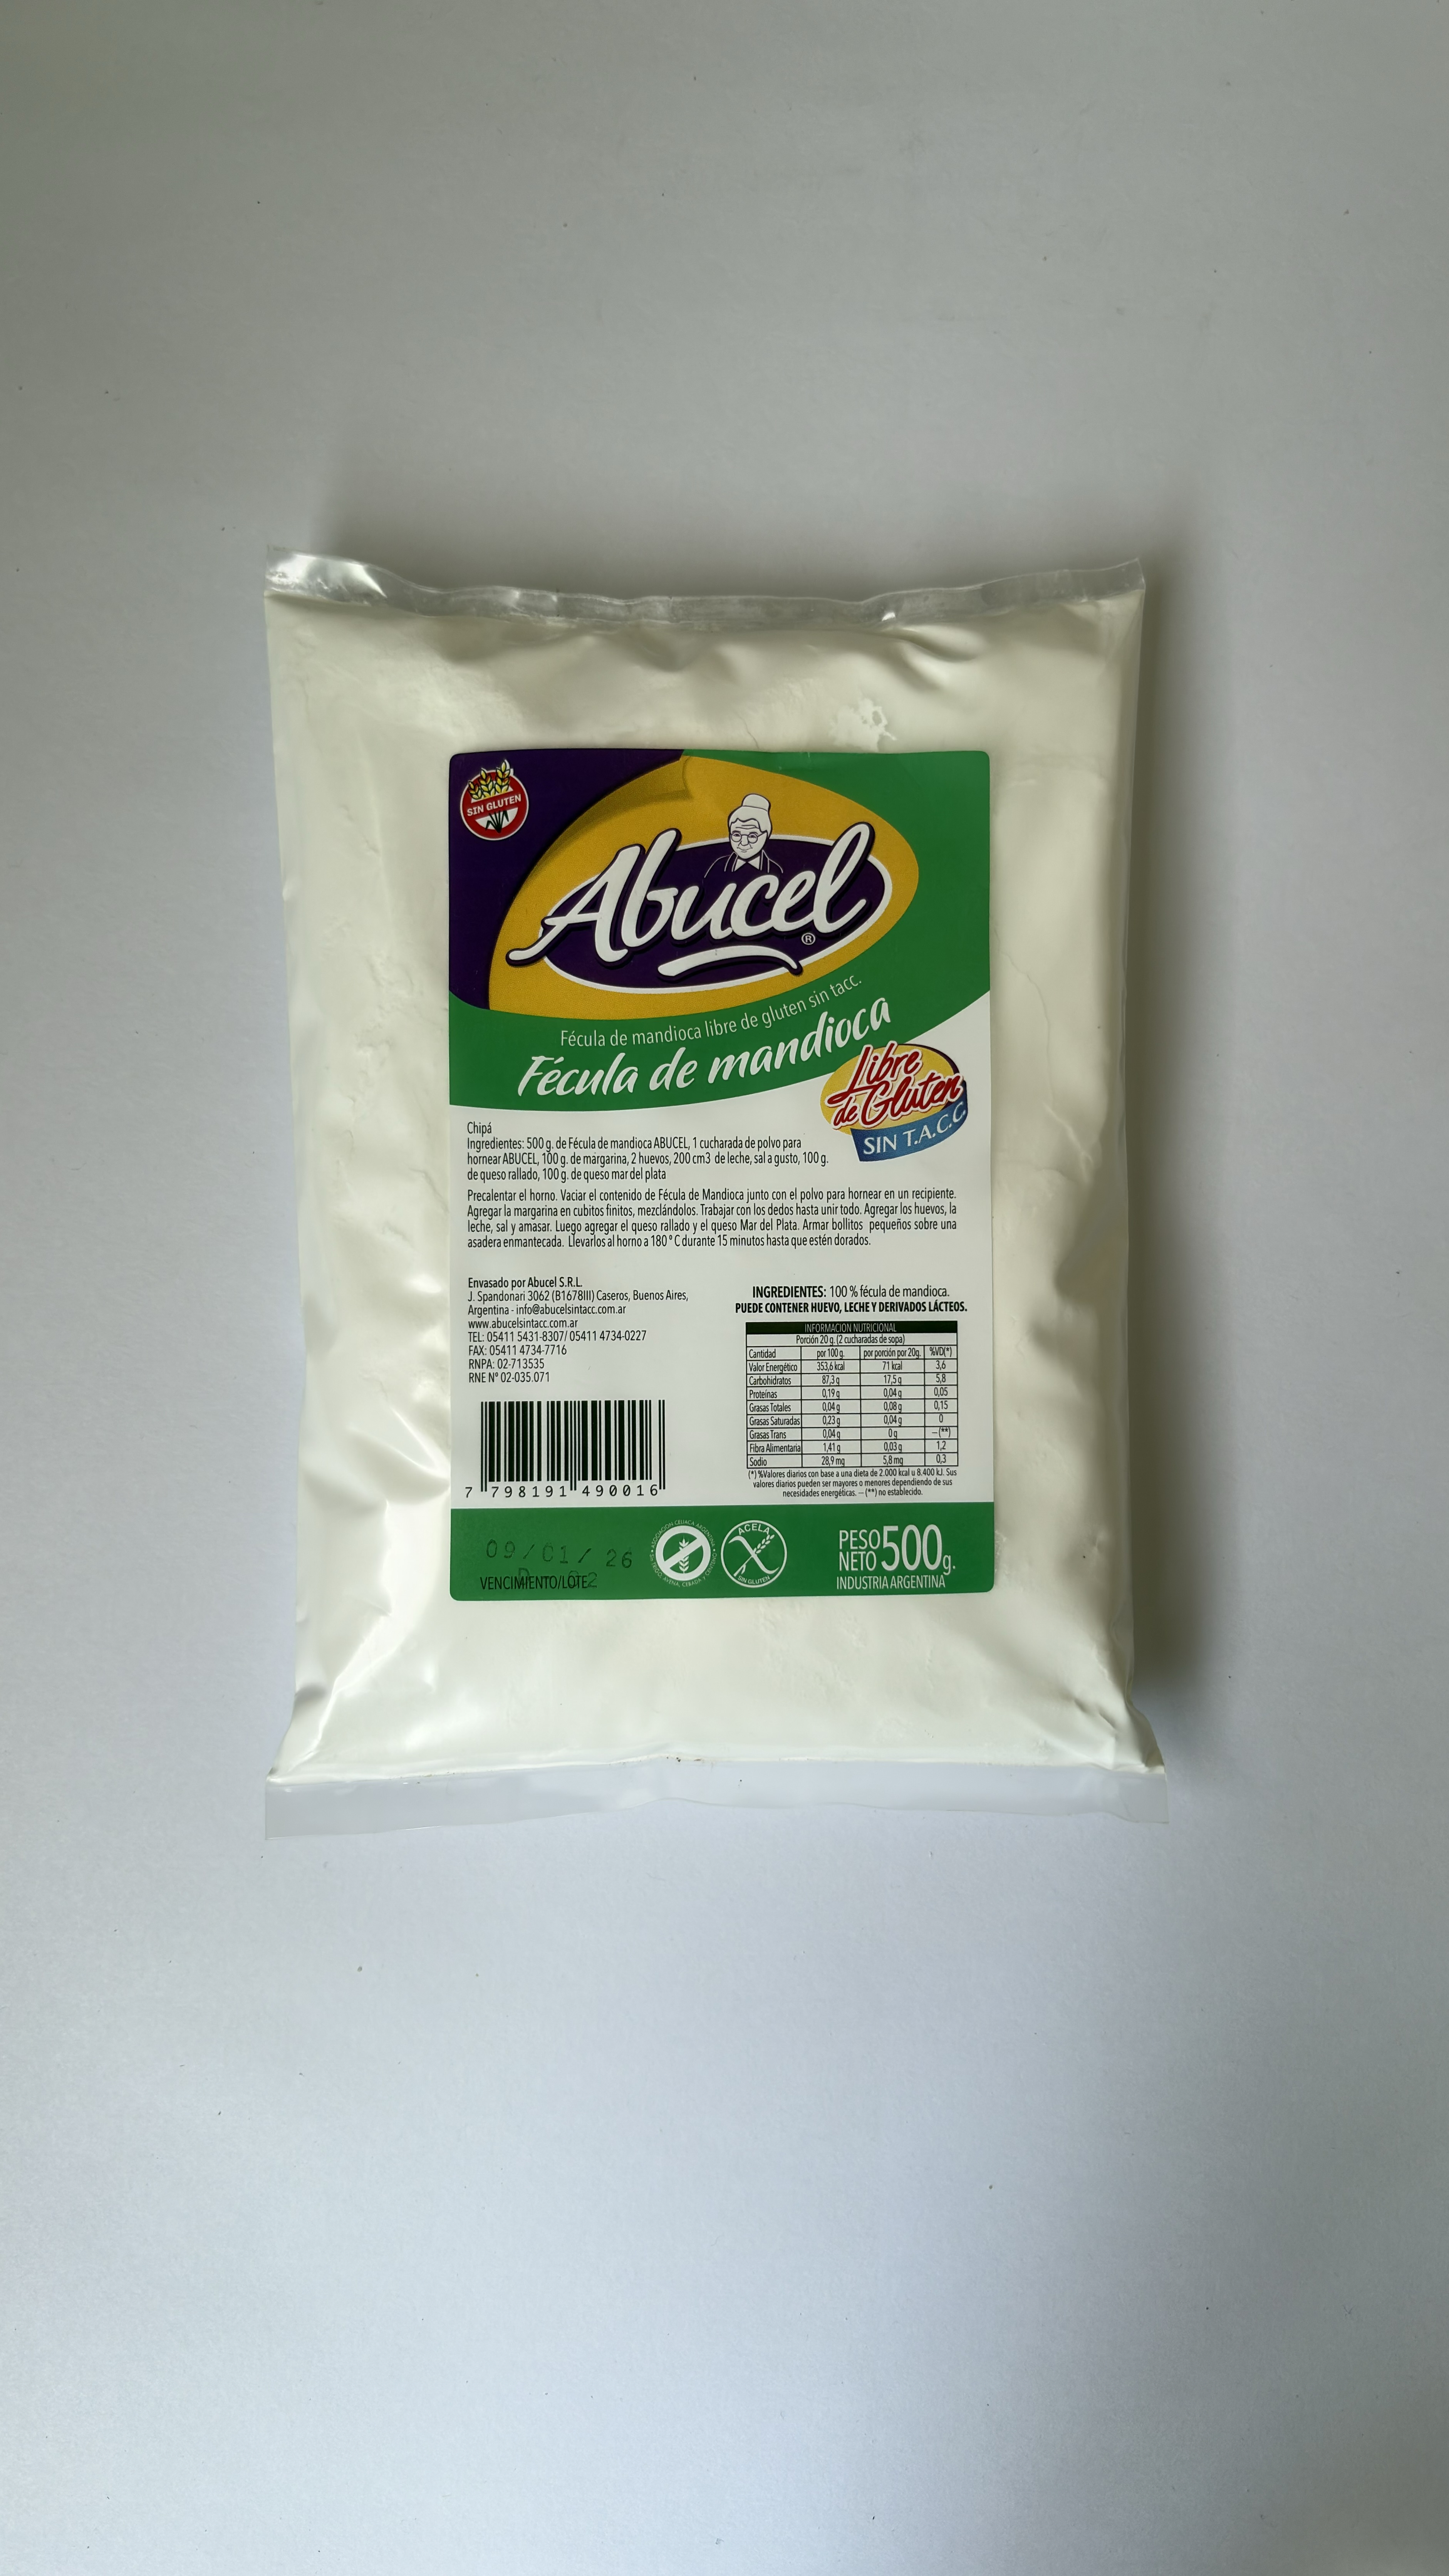 SIN GLUTEN
Abucel
®
Fécula de mandioca libre de gluten sin tacc.
Fécula de mandioca
Libre
de Gluten
SIN T.A.C.C.
Chipá
Ingredientes: 500 g. de Fécula de mandioca ABUCEL, 1 cucharada de polvo para
hornear ABUCEL, 100 g. de margarina, 2 huevos, 200 cm3 de leche, sal a gusto, 100 g.
de queso rallado, 100 g. de queso mar del plata
Precalentar el horno. Vaciar el contenido de Fécula de Mandioca junto con el polvo para hornear en un recipiente.
Agregar la margarina en cubitos finitos, mezclándolos. Trabajar con los dedos hasta unir todo. Agregar los huevos, la
leche, sal y amasar. Luego agregar el queso rallado y el queso Mar del Plata. Armar bollitos pequeños sobre una
asadera enmantecada. Llevarlos al horno a 180° C durante 15 minutos hasta que estén dorados.
Envasado por Abucel S.R.L.
J. Spandonari 3062 (B1678III) Caseros, Buenos Aires,
Argentina - info@abucelsintacc.com.ar
www.abucelsintacc.com.ar
TEL: 05411 5431-8307/ 05411 4734-0227
FAX: 05411 4734-7716
RNPA: 02-713535
RNE N° 02-035.071
7 798191 490016
INGREDIENTES: 100 % fécula de mandioca.
PUEDE CONTENER HUEVO, LECHE Y DERIVADOS LÁCTEOS.
INFORMACION NUTRICIONAL
Porción 20 g. (2 cucharadas de sopa)
Cantidad por 100 g. por porción por 20g. %VD(*)
Valor Energético 353,6 kcal 71 kcal 3,6
Carbohidratos 87,3 g 17,5 g 5,8
Proteínas 0,19 g 0,04 g 0,05
Grasas Totales 0,04 g 0,08 g 0,15
Grasas Saturadas 0,23 g 0,04 g 0
Grasas Trans 0,04 g 0 g –(**)
Fibra Alimentaria 1,41 g 0,03 g 1,2
Sodio 28,9 mg 5,8 mg 0,3
(*) %Valores diarios con base a una dieta de 2.000 kcal u 8.400 kJ. Sus
valores diarios pueden ser mayores o menores dependiendo de sus
necesidades energéticas. – (**) no establecido.
09/01/ 26
VENCIMIENTO/LOTE
ASOCIACIÓN CELÍACA ARGENTINA
SIN TRIGO, AVENA, CEBADA Y CENTENO
ACELA
SIN GLUTEN
PESO
NETO 500g.
INDUSTRIA ARGENTINA